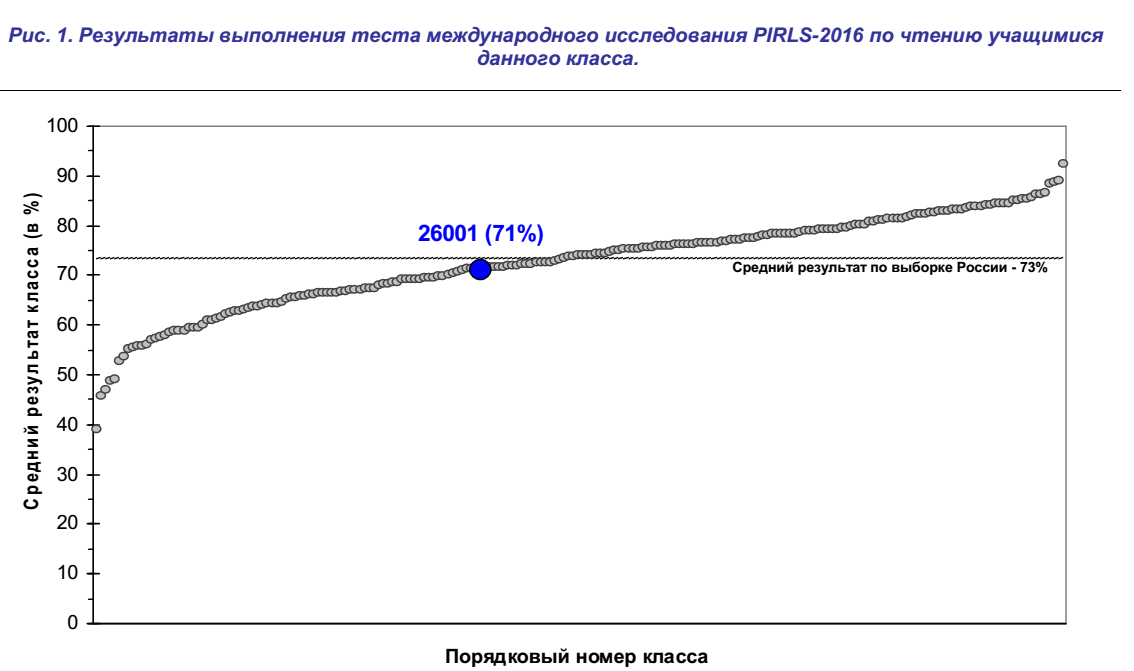 Рис. 1. Результаты выполнения теста международного исследования PIRLS-2016 по чтению учащимися
данного класса.
100
90
80
70
60
50
40
30
20
10
0
Средний результат класса (в %)
26001 (71%)
Средний результат по выборке России - 73%
Порядковый номер класса